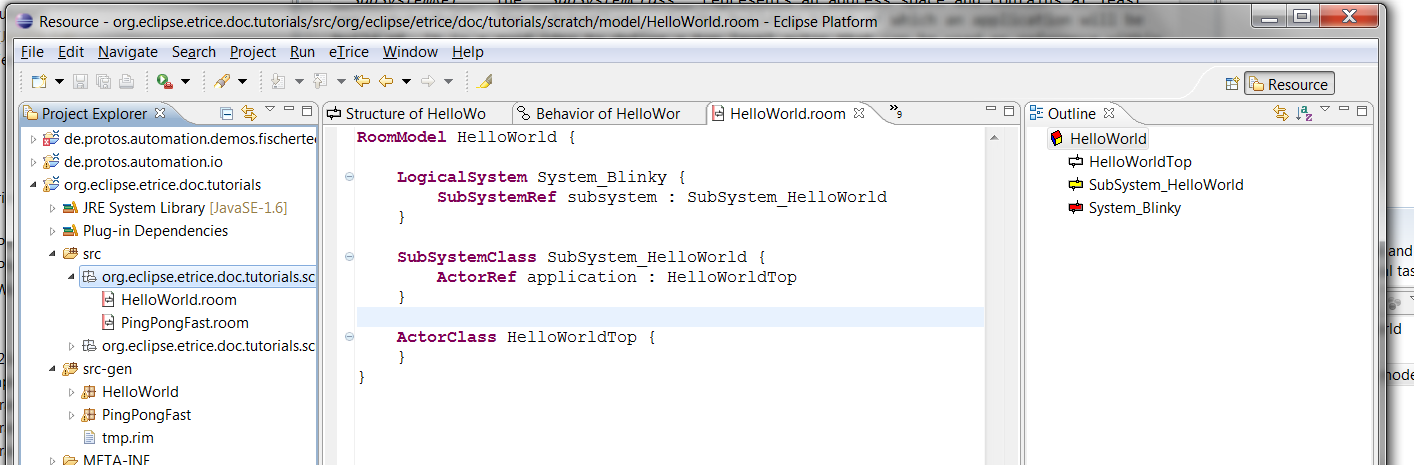 Resource - org.eclipse.etrice.doc.tutorials/src/org/eclipse/etrice/doc/tutorials/scratch/model/HelloWorld.room - Eclipse Platform
File Edit Navigate Search Project Run eTrice Window Help
Resource
Project Explorer
de.protos.automation.demos.fischerte
de.protos.automation.io
org.eclipse.etrice.doc.tutorials
JRE System Library [JavaSE-1.6]
Plug-in Dependencies
src
org.eclipse.etrice.doc.tutorials.sc
HelloWorld.room
PingPongFast.room
org.eclipse.etrice.doc.tutorials.sc
src-gen
HelloWorld
PingPongFast
tmp.rim
META-INF
Structure of HelloWo
Behavior of HelloWor
HelloWorld.room
»9
RoomModel HelloWorld {
LogicalSystem System_Blinky {
SubSystemRef subsystem : SubSystem_HelloWorld
}
SubSystemClass SubSystem_HelloWorld {
ActorRef application : HelloWorldTop
}
ActorClass HelloWorldTop {
}
}
Outline
HelloWorld
HelloWorldTop
SubSystem_HelloWorld
System_Blinky
and